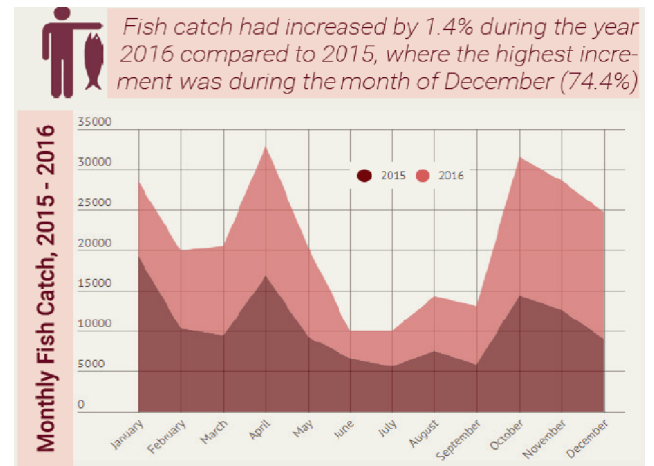 Fish catch had increased by 1.4% during the year
2016 compared to 2015, where the highest incre-
ment was during the month of December (74.4%)
Monthly Fish Catch, 2015 - 2016
35000
30000
25000
20000
15000
10000
5000
0
2015 2016
January
February
March
April
May
June
July
August
September
October
November
December